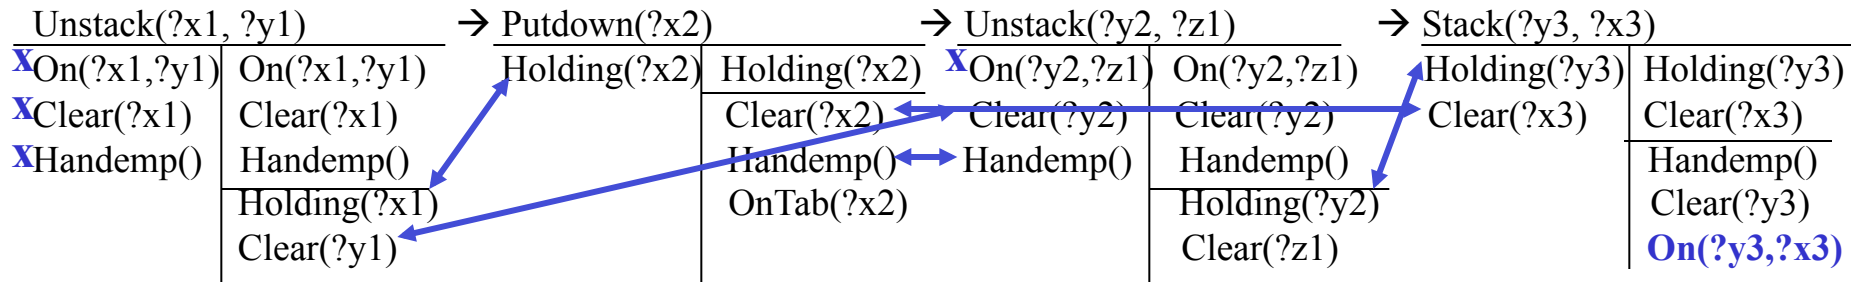 Unstack(?x1, ?y1) → Putdown(?x2) → Unstack(?y2, ?z1) → Stack(?y3, ?x3)
xOn(?x1,?y1) On(?x1,?y1) Holding(?x2) Holding(?x2) xOn(?y2,?z1) On(?y2,?z1) Holding(?y3) Holding(?y3)
xClear(?x1) Clear(?x1) Clear(?x2) Clear(?y2) Clear(?y2) Clear(?x3) Clear(?x3)
xHandemp() Handemp() Handemp() Handemp() Handemp() Handemp()
Holding(?x1) OnTab(?x2) Holding(?y2) Clear(?y3)
Clear(?y1) Clear(?z1) On(?y3,?x3)